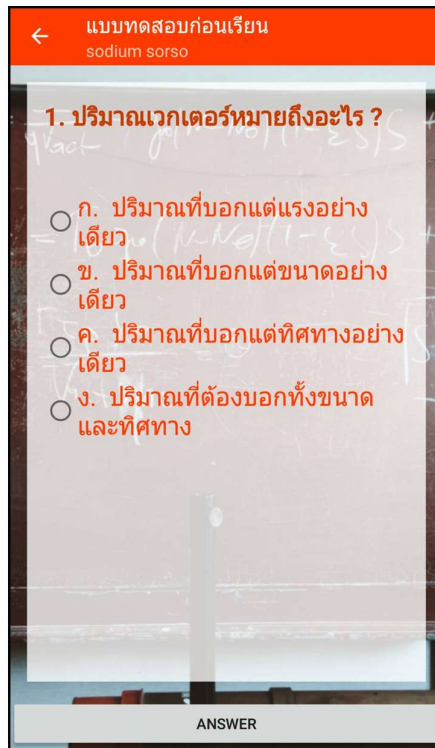 แบบทดสอบก่อนเรียน
sodium sorso
1. ปริมาณเวกเตอร์หมายถึงอะไร ?
ก. ปริมาณที่บอกแต่แรงอย่าง
เดียว
ข. ปริมาณที่บอกแต่ขนาดอย่าง
เดียว
ค. ปริมาณที่บอกแต่ทิศทางอย่าง
เดียว
ง. ปริมาณที่ต้องบอกทั้งขนาด
และทิศทาง
ANSWER